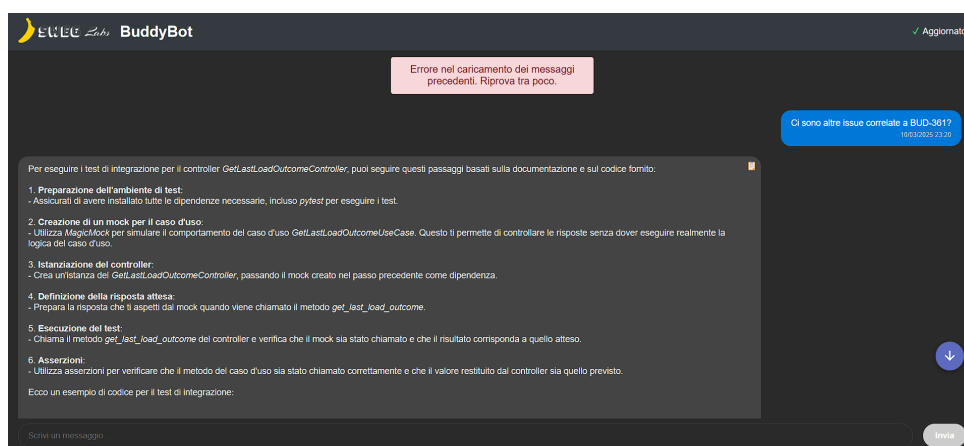 SWEG Labs BuddyBot
✓ Aggiornato
Errore nel caricamento dei messaggi
precedenti. Riprova tra poco.
Ci sono altre issue correlate a BUD-361?
10/03/2025 23:20
Per eseguire i test di integrazione per il controller GetLastLoadOutcomeController, puoi seguire questi passaggi basati sulla documentazione e sul codice fornito:
1. Preparazione dell'ambiente di test:
- Assicurati di avere installato tutte le dipendenze necessarie, incluso pytest per eseguire i test.
2. Creazione di un mock per il caso d'uso:
- Utilizza MagicMock per simulare il comportamento del caso d'uso GetLastLoadOutcomeUseCase. Questo ti permette di controllare le risposte senza dover eseguire realmente la
logica del caso d'uso.
3. Istanziazione del controller:
- Crea un'istanza del GetLastLoadOutcomeController, passando il mock creato nel passo precedente come dipendenza.
4. Definizione della risposta attesa:
- Prepara la risposta che ti aspetti dal mock quando viene chiamato il metodo get_last_load_outcome.
5. Esecuzione del test:
- Chiama il metodo get_last_load_outcome del controller e verifica che il mock sia stato chiamato e che il risultato corrisponda a quello atteso.
6. Asserzioni:
- Utilizza asserzioni per verificare che il metodo del caso d'uso sia stato chiamato correttamente e che il valore restituito dal controller sia quello previsto.
Ecco un esempio di codice per il test di integrazione:
Scrivi un messaggio
Invia